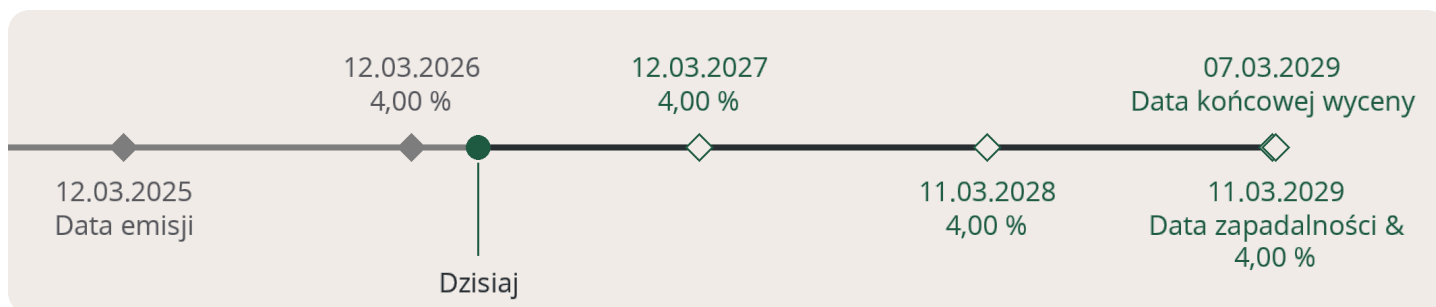 12.03.2026
4,00 %
12.03.2027
4,00 %
07.03.2029
Data końcowej wyceny
12.03.2025
Data emisji
11.03.2028
4,00 %
11.03.2029
Data zapadalności &
4,00 %
Dzisiaj